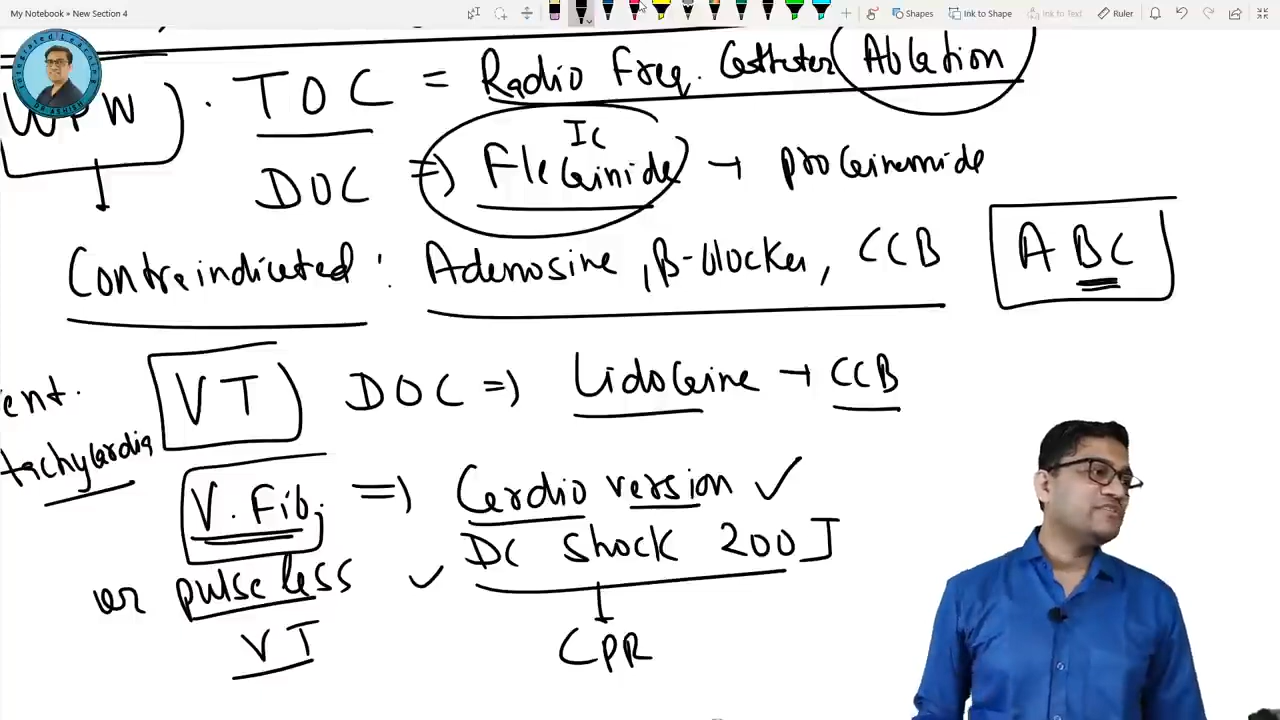 My Notebook » New Section 4
Shapes Ink to Shape Ink to Text Ruler
WPW . TOC = Radio freq. Catheter Ablation
Ic
DOC => Flecainide → procainamide
Contraindicated : Adenosine , β-blocker, CCB ABC
ent. VT DOC => Lidocaine → CCB
tachycardia
V. Fib. => Cardio version ✓
DC shock 200 J
or pulse less ✓
VT CPR